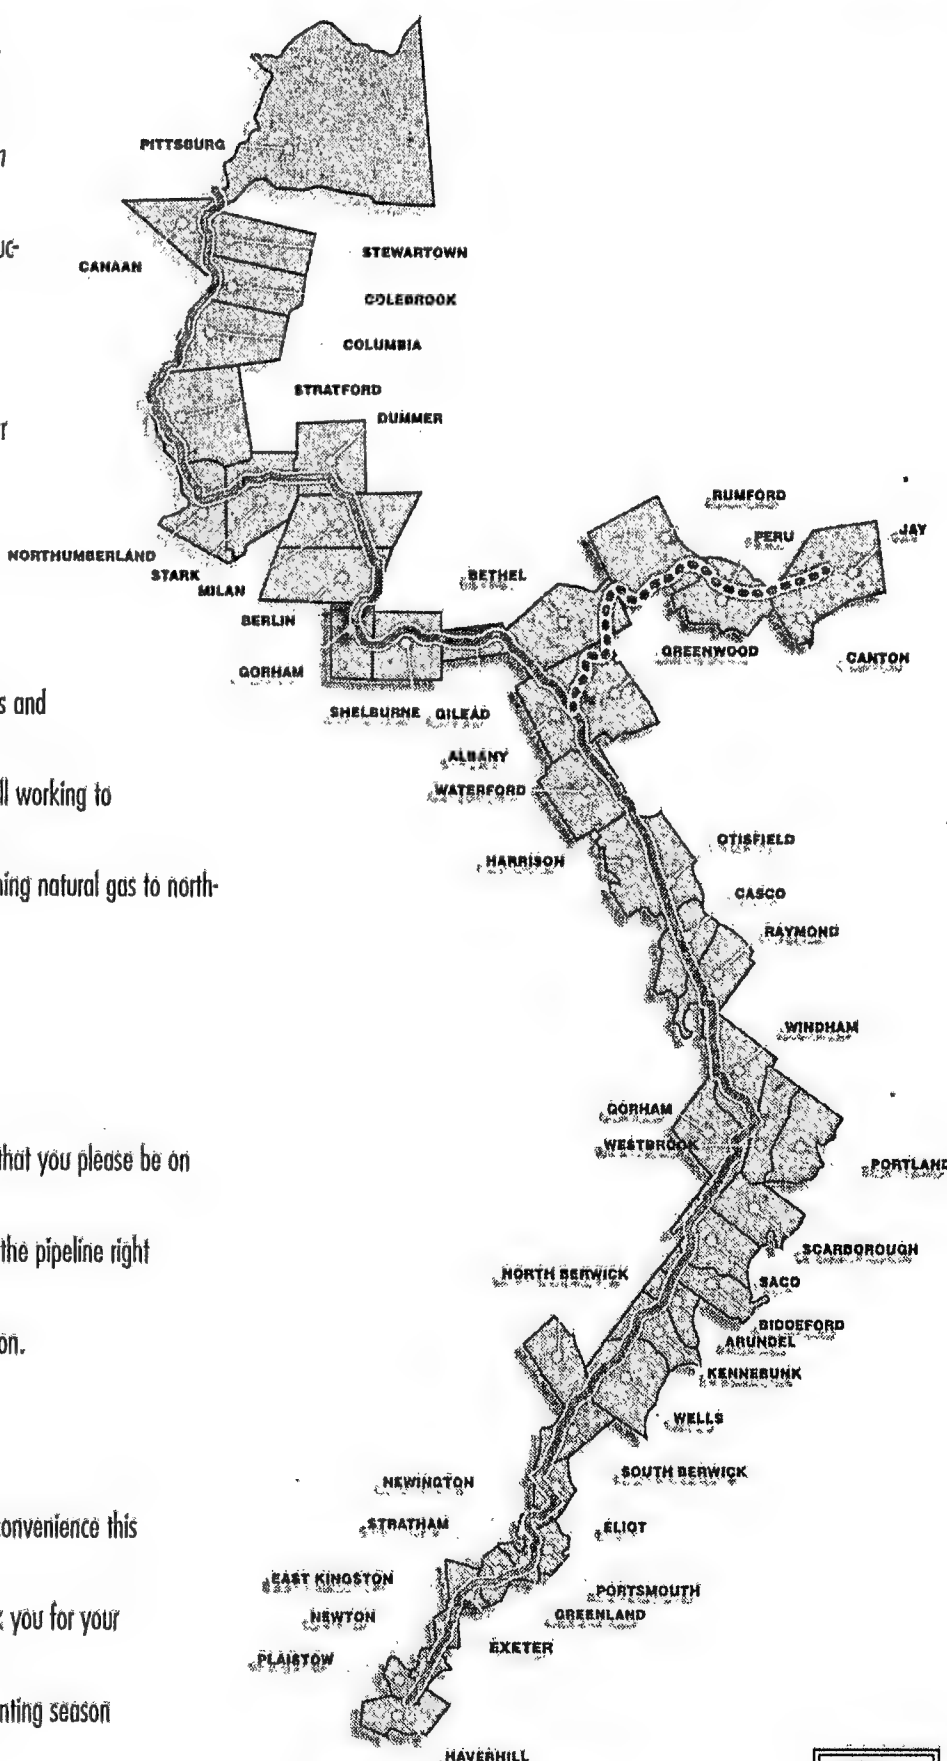 PITTSBURG
uc-
STEWARTOWN
CANAAN
COLEBROOK
COLUMBIA
STRATFORD
DUMMER
RUMFORD
PERU
JAY
NORTHUMBERLAND
STARK
MILAN
BETHEL
BERLIN
GREENWOOD
CANTON
GORHAM
s and
SHELBURNE GILEAD
ALBANY
WATERFORD
ll working to
OTISFIELD
HARRISON
ing natural gas to north-
CASCO
RAYMOND
WINDHAM
GORHAM
WESTBROOK
that you please be on
PORTLAND
the pipeline right
SCARBOROUGH
NORTH BERWICK
SACO
BIDDEFORD
ARUNDEL
on.
KENNEBUNK
WELLS
SOUTH BERWICK
NEWINGTON
convenience this
STRATHAM
ELIOT
EAST KINGSTON
PORTSMOUTH
GREENLAND
NEWTON
you for your
EXETER
PLAISTOW
nting season
HAVERHILL